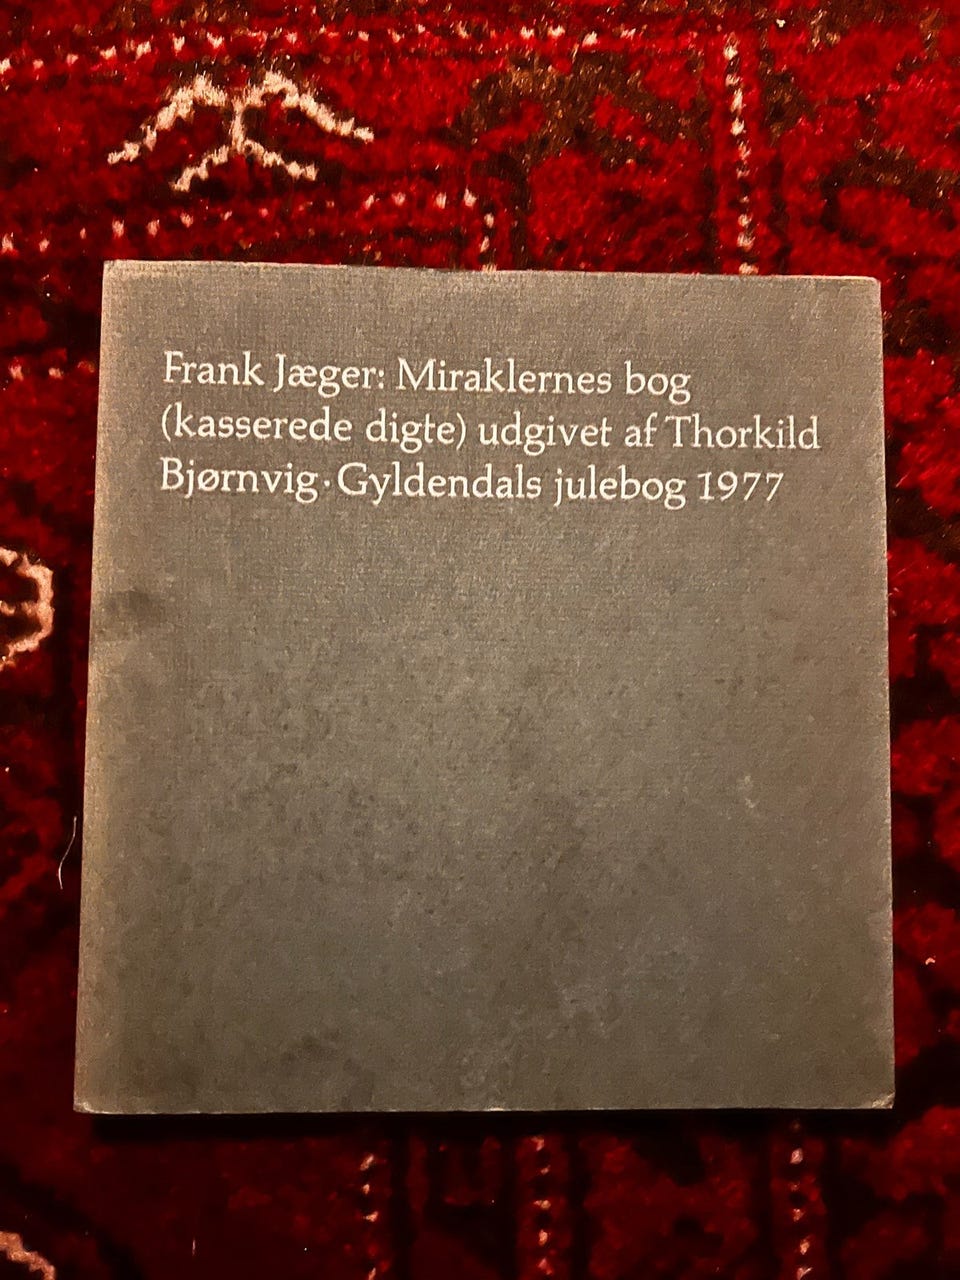 Frank Jæger: Miraklernes bog
(kasserede digte) udgivet af Thorkild
Bjørnvig · Gyldendals julebog 1977